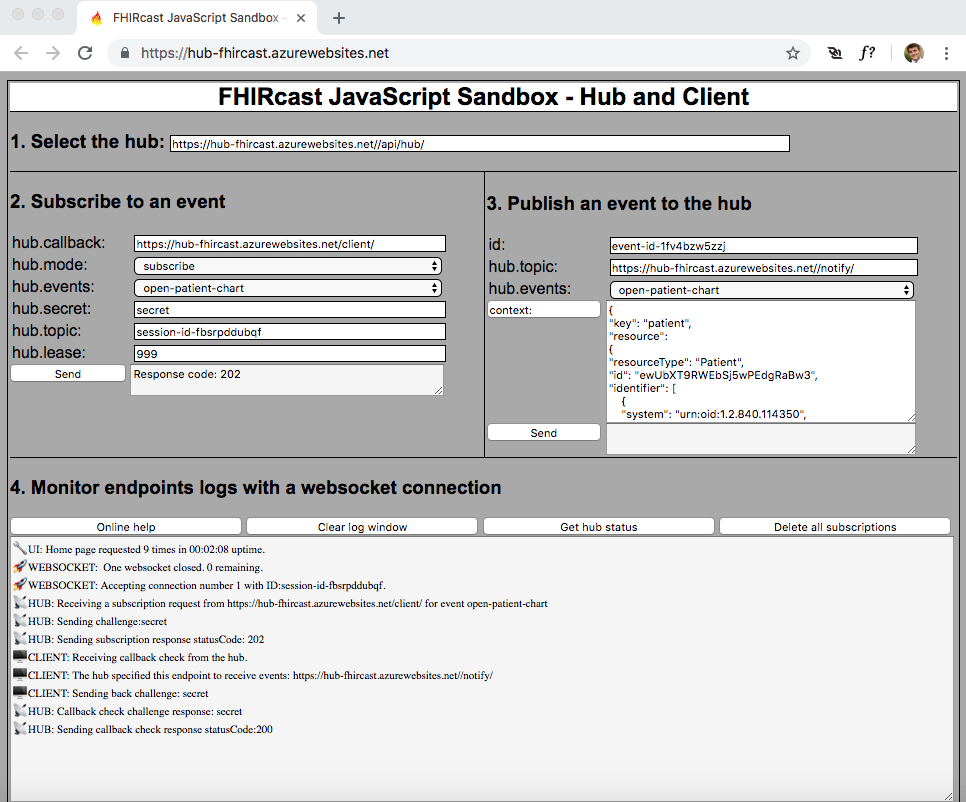 FHIRcast JavaScript Sandbox -
https://hub-fhircast.azurewebsites.net
f?
FHIRcast JavaScript Sandbox - Hub and Client
1. Select the hub: https://hub-fhircast.azurewebsites.net//api/hub/
2. Subscribe to an event
hub.callback: https://hub-fhircast.azurewebsites.net/client/
hub.mode: subscribe
hub.events: open-patient-chart
hub.secret: secret
hub.topic: session-id-fbsrpddubqf
hub.lease: 999
Send Response code: 202
3. Publish an event to the hub
id: event-id-1fv4bzw5zzj
hub.topic: https://hub-fhircast.azurewebsites.net//notify/
hub.events: open-patient-chart
context: {
"key": "patient",
"resource":
{
"resourceType": "Patient",
"id": "ewUbXT9RWEbSj5wPEdgRaBw3",
"identifier": [
{
"system": "urn:oid:1.2.840.114350",
Send
4. Monitor endpoints logs with a websocket connection
Online help Clear log window Get hub status Delete all subscriptions
UI: Home page requested 9 times in 00:02:08 uptime.
WEBSOCKET: One websocket closed. 0 remaining.
WEBSOCKET: Accepting connection number 1 with ID:session-id-fbsrpddubqf.
HUB: Receiving a subscription request from https://hub-fhircast.azurewebsites.net/client/ for event open-patient-chart
HUB: Sending challenge:secret
HUB: Sending subscription response statusCode: 202
CLIENT: Receiving callback check from the hub.
CLIENT: The hub specified this endpoint to receive events: https://hub-fhircast.azurewebsites.net//notify/
CLIENT: Sending back challenge: secret
HUB: Callback check challenge response: secret
HUB: Sending callback check response statusCode:200